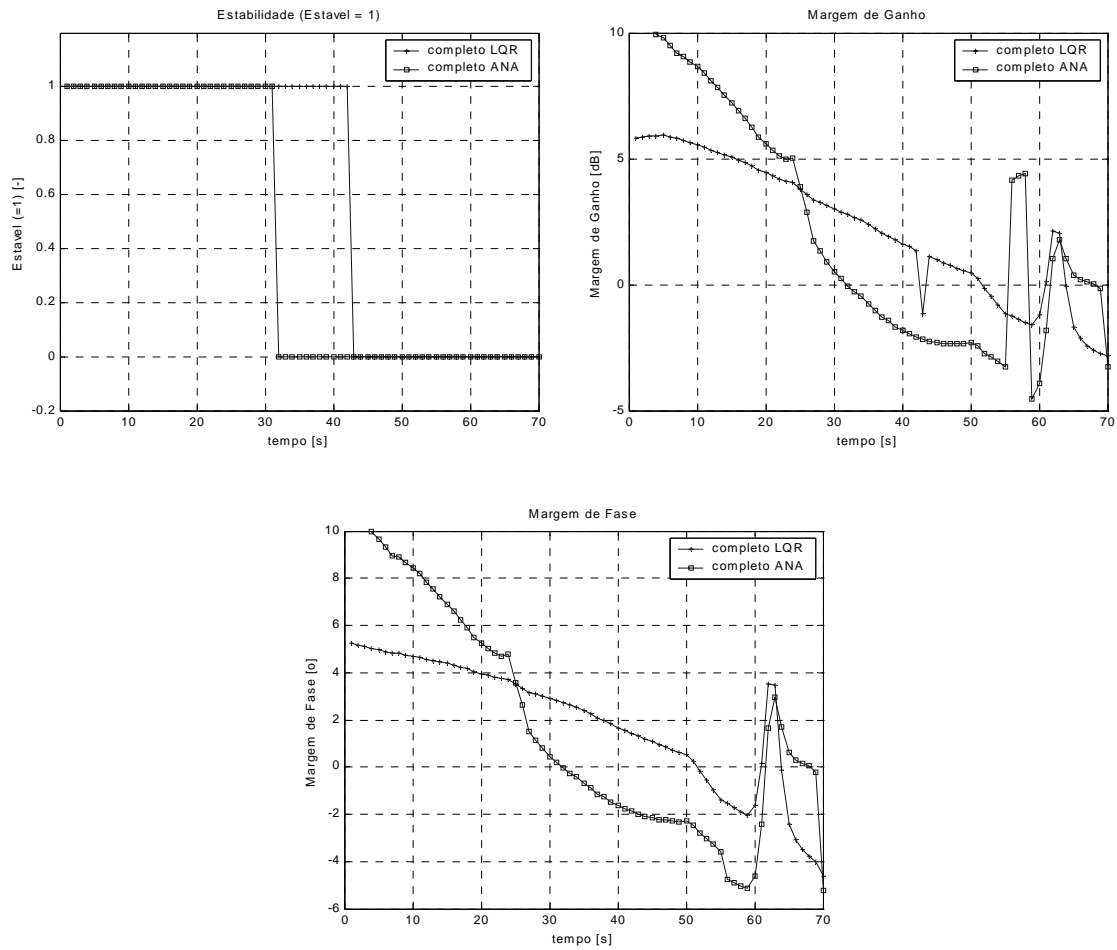 Estabilidade (Estavel = 1)
completo LQR
completo ANA
1
0.8
0.6
0.4
0.2
0
-0.2
Estavel (=1) [-]
0 10 20 30 40 50 60 70
tempo [s]
Margem de Ganho
completo LQR
completo ANA
10
5
0
-5
Margem de Ganho [dB]
0 10 20 30 40 50 60 70
tempo [s]
Margem de Fase
completo LQR
completo ANA
10
8
6
4
2
0
-2
-4
-6
Margem de Fase [o]
0 10 20 30 40 50 60 70
tempo [s]